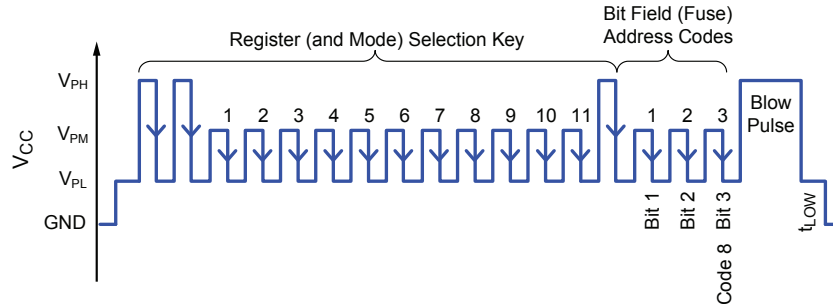 Register (and Mode) Selection Key
Bit Field (Fuse)
Address Codes
VCC
VPH
VPM
VPL
GND
1 2 3 4 5 6 7 8 9 10 11
1 2 3
Blow
Pulse
Bit 1
Bit 2
Bit 3
Code 8
tLOW